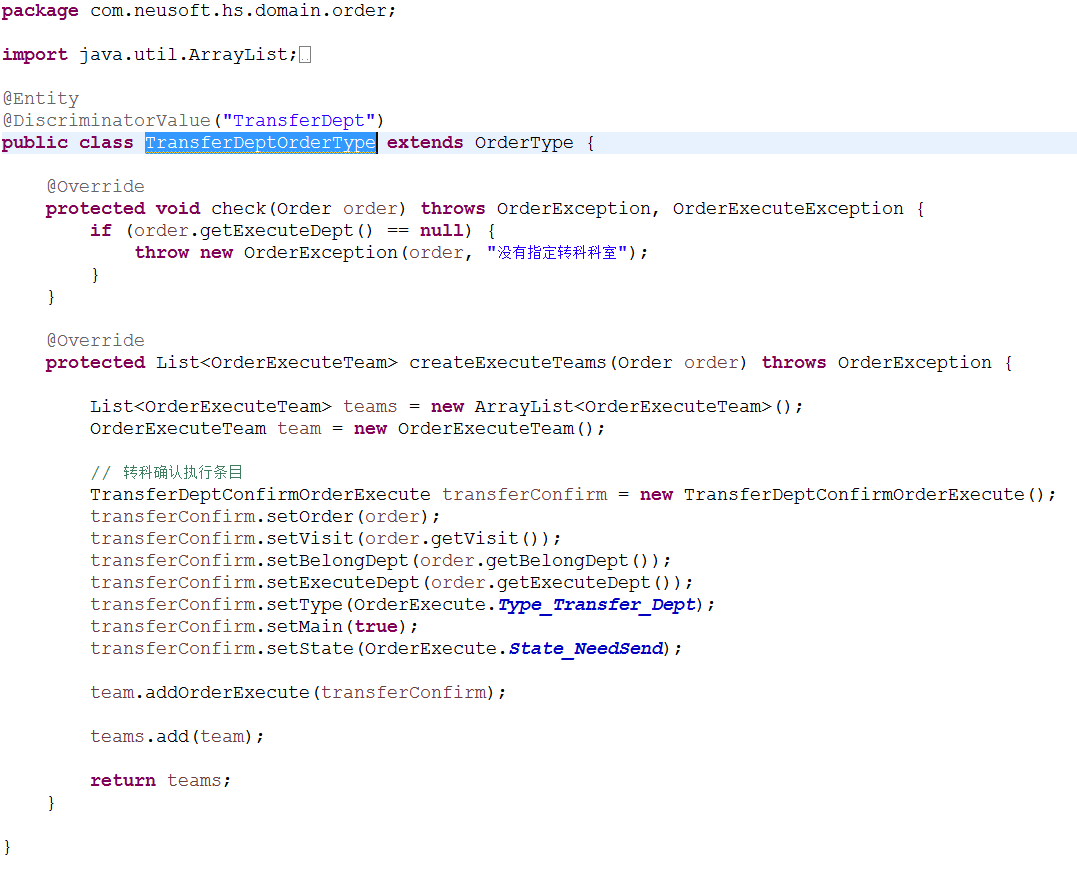 package com.neusoft.hs.domain.order;
import java.util.ArrayList;
@Entity
@DiscriminatorValue("TransferDept")
public class TransferDeptOrderType extends OrderType {
@Override
protected void check(Order order) throws OrderException, OrderExecuteException {
if (order.getExecuteDept() == null) {
throw new OrderException(order, "没有指定转科科室");
}
}
@Override
protected List<OrderExecuteTeam> createExecuteTeams(Order order) throws OrderException {
List<OrderExecuteTeam> teams = new ArrayList<OrderExecuteTeam>();
OrderExecuteTeam team = new OrderExecuteTeam();
// 转科确认执行条目
TransferDeptConfirmOrderExecute transferConfirm = new TransferDeptConfirmOrderExecute();
transferConfirm.setOrder(order);
transferConfirm.setVisit(order.getVisit());
transferConfirm.setBelongDept(order.getBelongDept());
transferConfirm.setExecuteDept(order.getExecuteDept());
transferConfirm.setType(OrderExecute.Type_Transfer_Dept);
transferConfirm.setMain(true);
transferConfirm.setState(OrderExecute.State_NeedSend);
team.addOrderExecute(transferConfirm);
teams.add(team);
return teams;
}
}